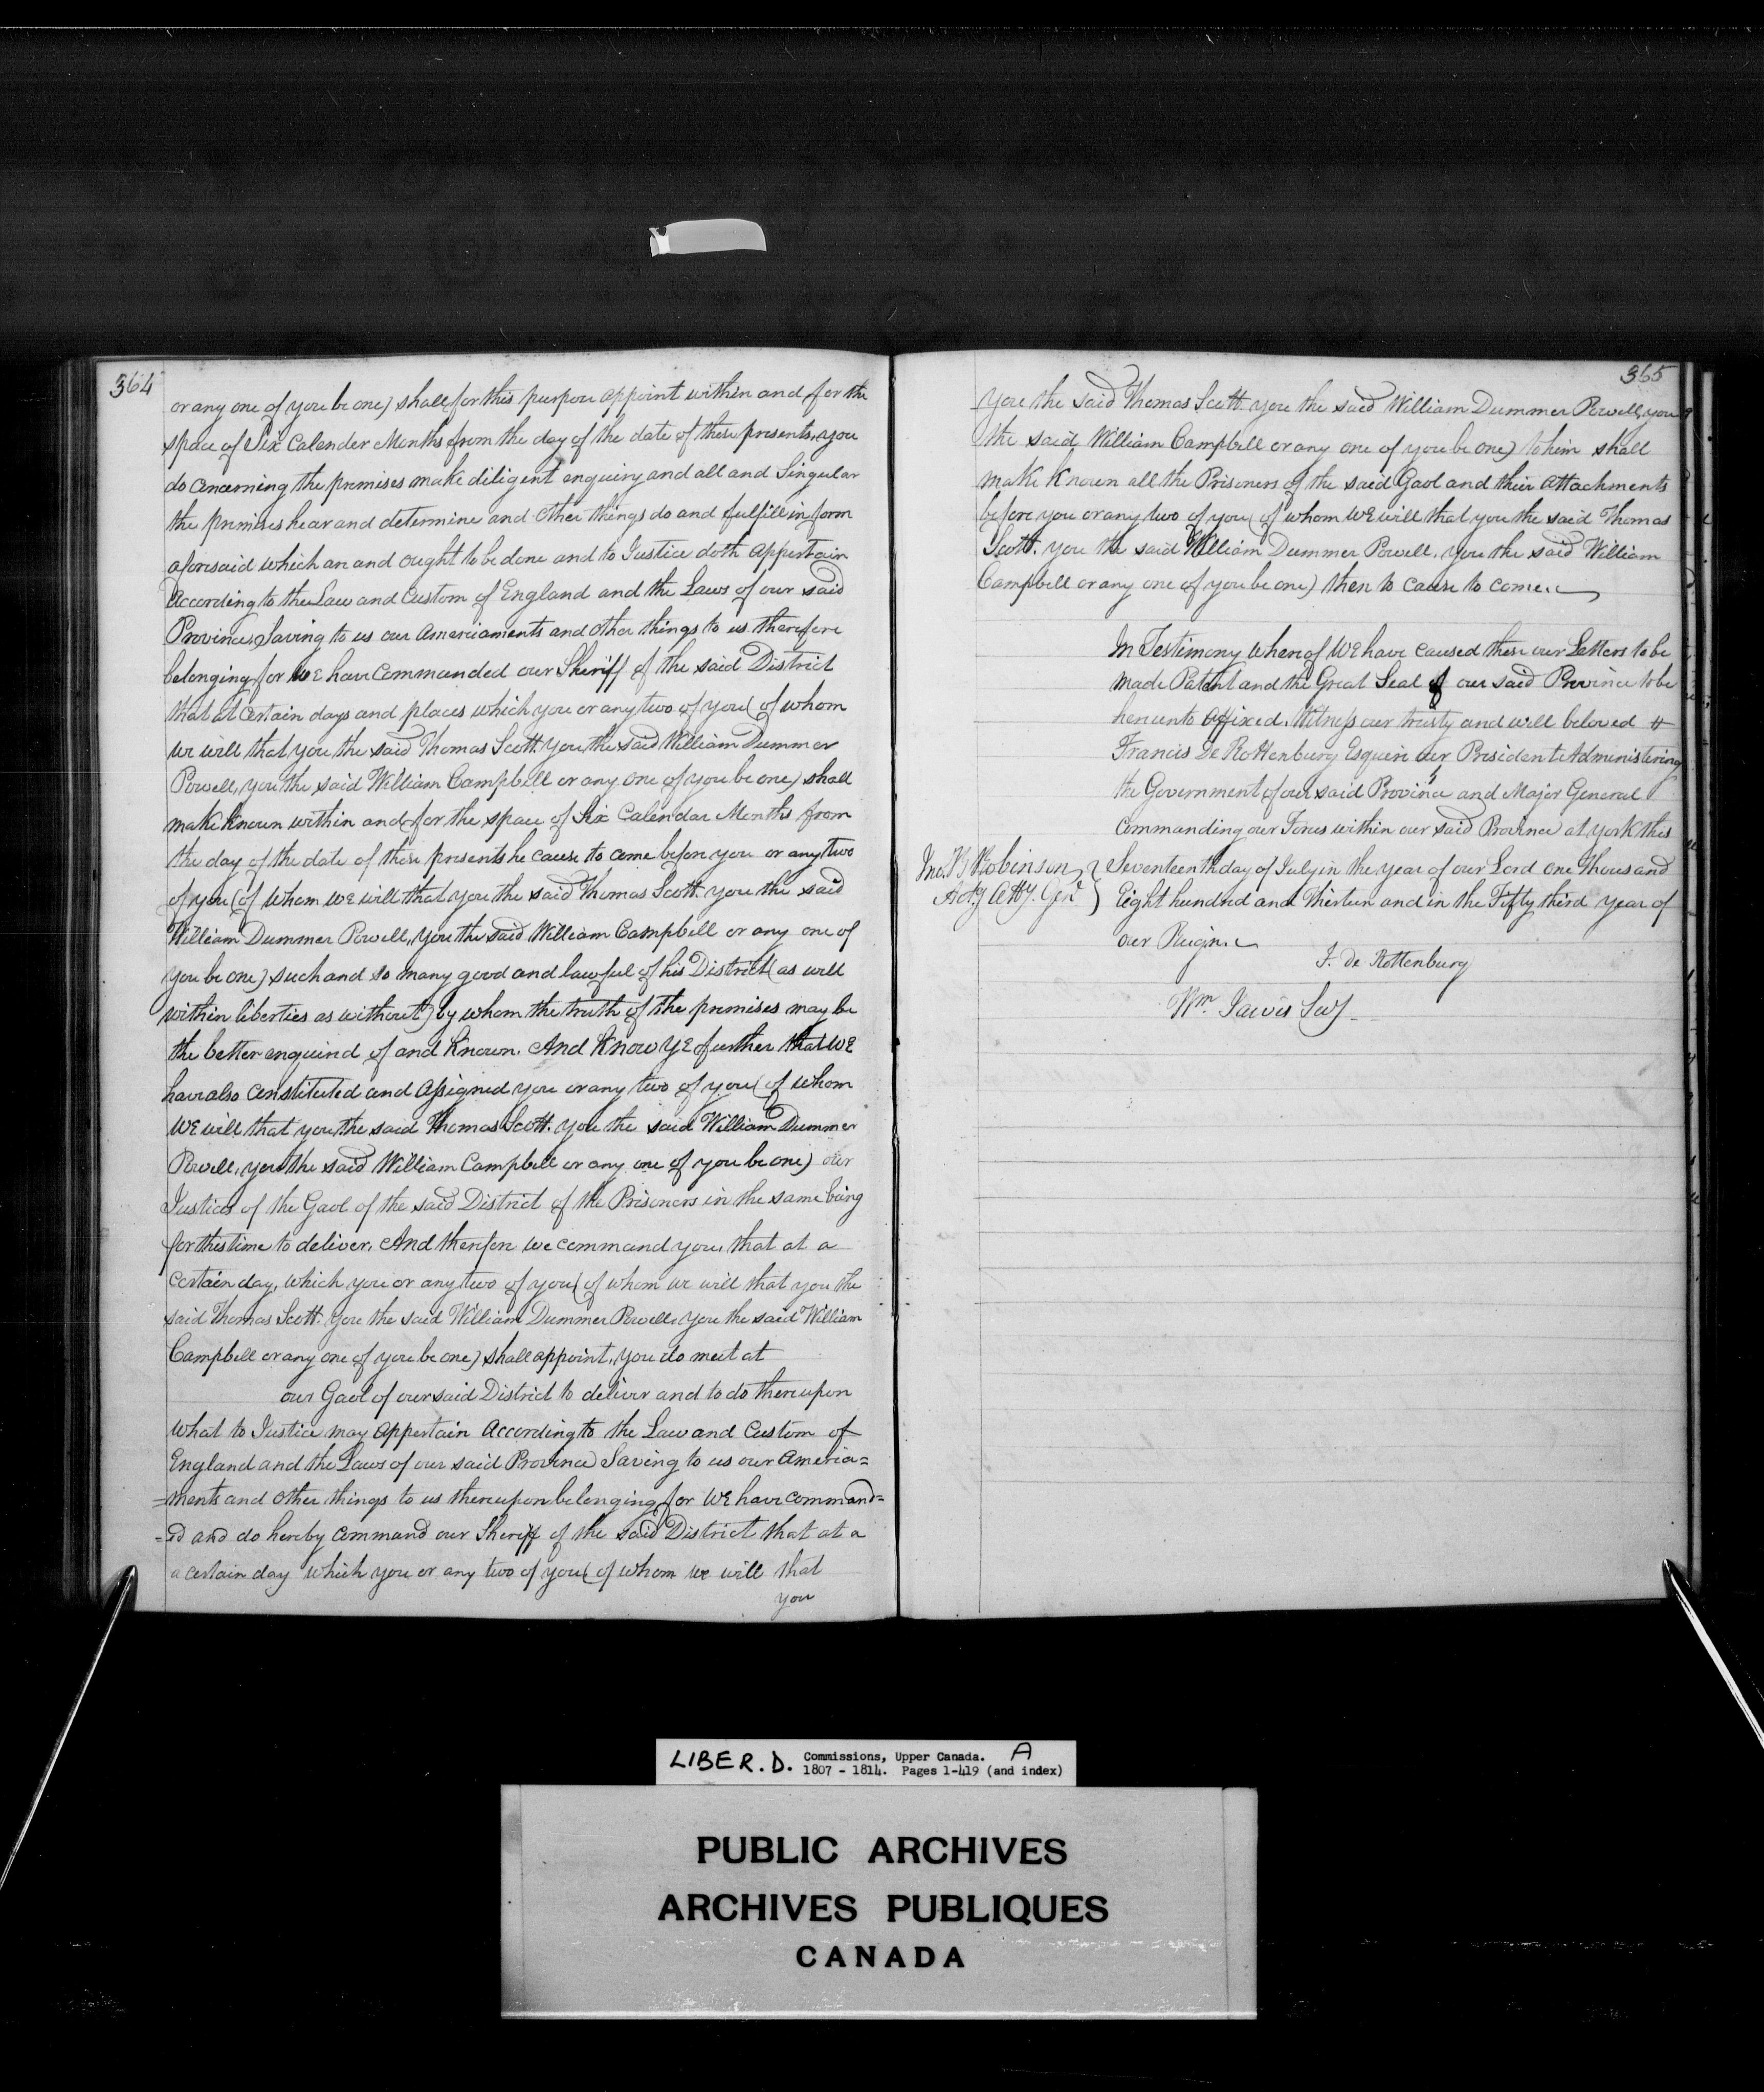 364
or any one of you be one) shall for this purpose appoint within and for the
space of Six Calender Months from the day of the date of these presents, you
do concerning the premises make diligent enquiry and all and Singular
the premises hear and determine and other things do and fulfill in form
aforesaid which an and ought to be done and to Justice doth appertain
According to the Law and Custom of England and the Laws of our said
Province, Saving to us our Amerciaments and other things to us therefore
belonging for WE have commanded our Sheriff of the said District
that at certain days and places which you or any two of you (of whom
we will that you the said Thomas Scott. you the said William Dummer
Powell, you the said William Campbell or any one of you be one) shall
make known within and for the space of Six Calendar Months from
the day of the date of these presents he cause to come before you or any two
of you (of whom we will that you the said Thomas Scott. you the said
William Dummer Powell, you the said William Campbell or any one of
you be one) such and so many good and lawful of his District (as will
within liberties as without) by whom the truth of the premises may be
the better enquired of and known. And Know YE further that WE
have also constituted and assigned you or any two of you (of whom
WE will that you the said Thomas Scott. you the said William Dummer
Powell, you the said William Campbell or any one of you be one) our
Justices of the Gaol of the said District of the Prisoners in the same being
for this time to deliver. And therefore we command you, that at a
certain day, which you or any two of you (of whom we will that you the
said Thomas Scott. you the said William Dummer Powell, you the said William
Campbell or any one of you be one) shall appoint, you do meet at
our Gaol of our said District to deliver and to do thereupon
what to Justice may appertain According to the Law and Custom of
England and the Laws of our said Province Saving to us our Ameria=
=ments and other things to us thereupon belonging for WE have command=
=ed and do hereby command our Sheriff of the said District that at a
a certain day which you or any two of you (of whom we will that
you
365
you the said Thomas Scott you the said William Dummer Powell, you
the said William Campbell or any one of you be one) to him shall
make known all the Prisoners of the said Gaol and their attachments
before you or any two of you (of whom WE will that you the said Thomas
Scott. you the said William Dummer Powell. you the said William
Campbell or any one of you be one) then to cause to come.
In Testimony whereof WE have caused these our Letters to be
made Patent and the Great Seal of our said Province to be
hereunto affixed. Witness our trusty and well beloved
Francis De Rottenburg Esquire our President Administering
the Government of our said Province and Major General
commanding our Forces within our said Province at York this
Seventeenth day of July in the year of our Lord One thousand
Eight hundred and Thirteen and in the Fifty third year of
our Reign.
Jno. B Robinson
Actg Atty. Genl
F. de Rottenburg
Wm. Jarvis Secy
LIBER. D. Commissions, Upper Canada. A
1807 - 1814. Pages 1-419 (and index)
PUBLIC ARCHIVES
ARCHIVES PUBLIQUES
CANADA